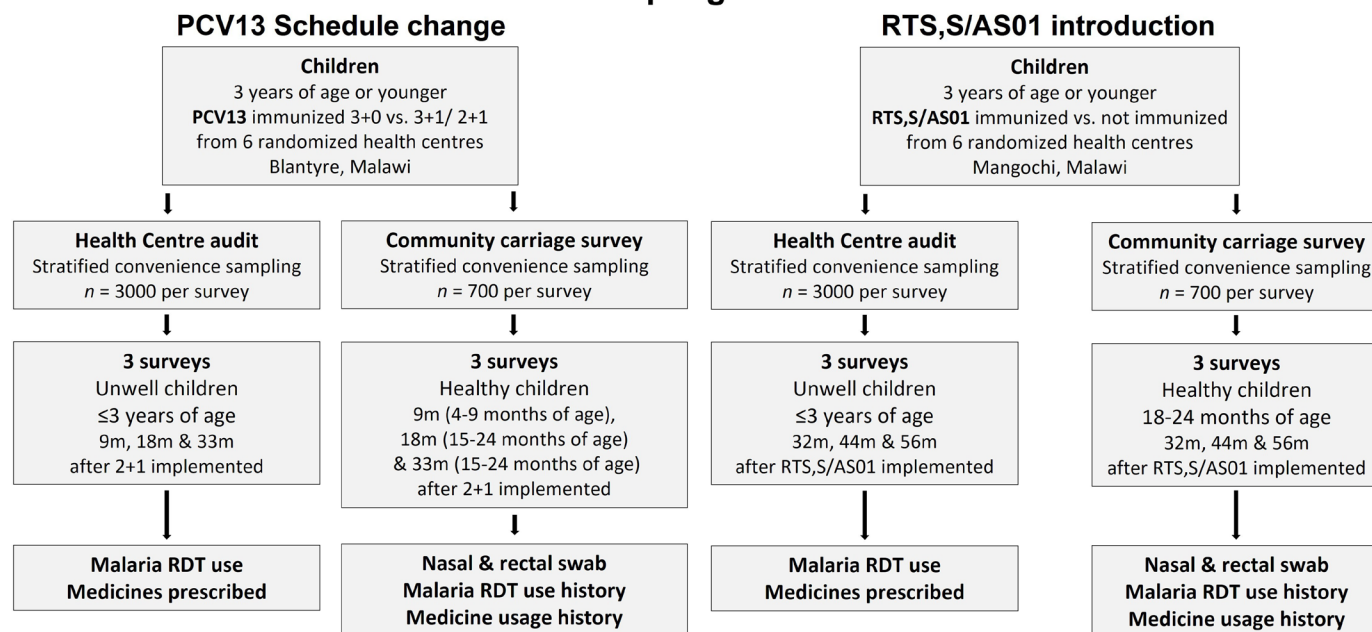 PCV13 Schedule change
Children
3 years of age or younger
PCV13 immunized 3+0 vs. 3+1/ 2+1
from 6 randomized health centres
Blantyre, Malawi
Health Centre audit
Stratified convenience sampling
n = 3000 per survey
Community carriage survey
Stratified convenience sampling
n = 700 per survey
3 surveys
Unwell children
≤3 years of age
9m, 18m & 33m
after 2+1 implemented
3 surveys
Healthy children
9m (4-9 months of age),
18m (15-24 months of age)
& 33m (15-24 months of age)
after 2+1 implemented
Malaria RDT use
Medicines prescribed
Nasal & rectal swab
Malaria RDT use history
Medicine usage history
RTS,S/AS01 introduction
Children
3 years of age or younger
RTS,S/AS01 immunized vs. not immunized
from 6 randomized health centres
Mangochi, Malawi
Health Centre audit
Stratified convenience sampling
n = 3000 per survey
Community carriage survey
Stratified convenience sampling
n = 700 per survey
3 surveys
Unwell children
≤3 years of age
32m, 44m & 56m
after RTS,S/AS01 implemented
3 surveys
Healthy children
18-24 months of age
32m, 44m & 56m
after RTS,S/AS01 implemented
Malaria RDT use
Medicines prescribed
Nasal & rectal swab
Malaria RDT use history
Medicine usage history